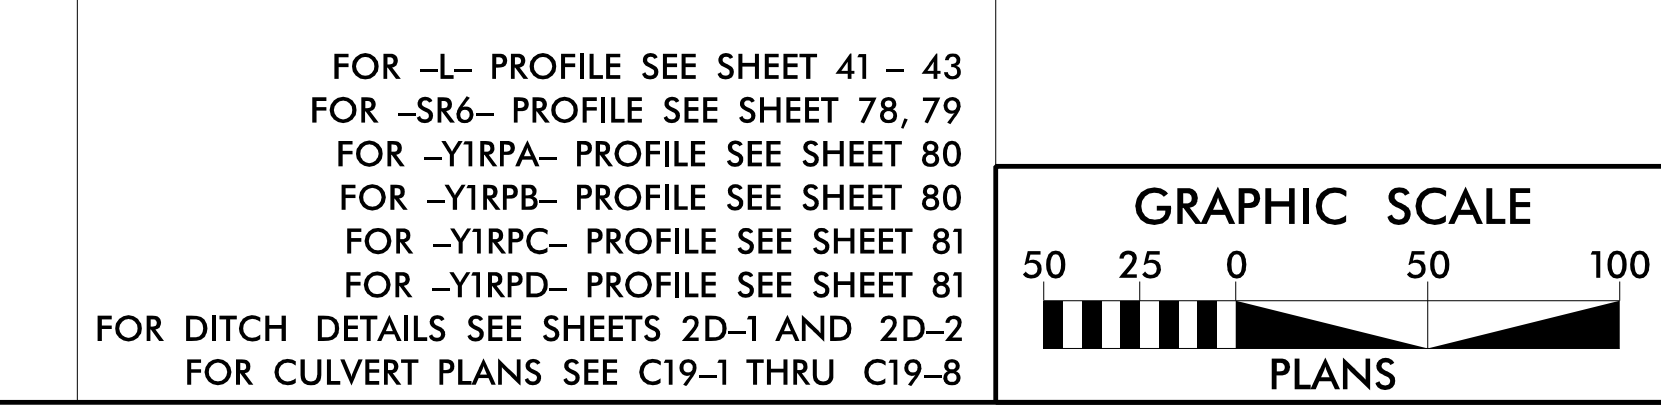 FOR –L– PROFILE SEE SHEET 41 – 43
FOR –SR6– PROFILE SEE SHEET 78, 79
FOR –Y1RPA– PROFILE SEE SHEET 80
FOR –Y1RPB– PROFILE SEE SHEET 80
FOR –Y1RPC– PROFILE SEE SHEET 81
FOR –Y1RPD– PROFILE SEE SHEET 81
FOR DITCH DETAILS SEE SHEETS 2D–1 AND 2D–2
FOR CULVERT PLANS SEE C19–1 THRU C19–8
GRAPHIC SCALE
50 25 0 50 100
PLANS